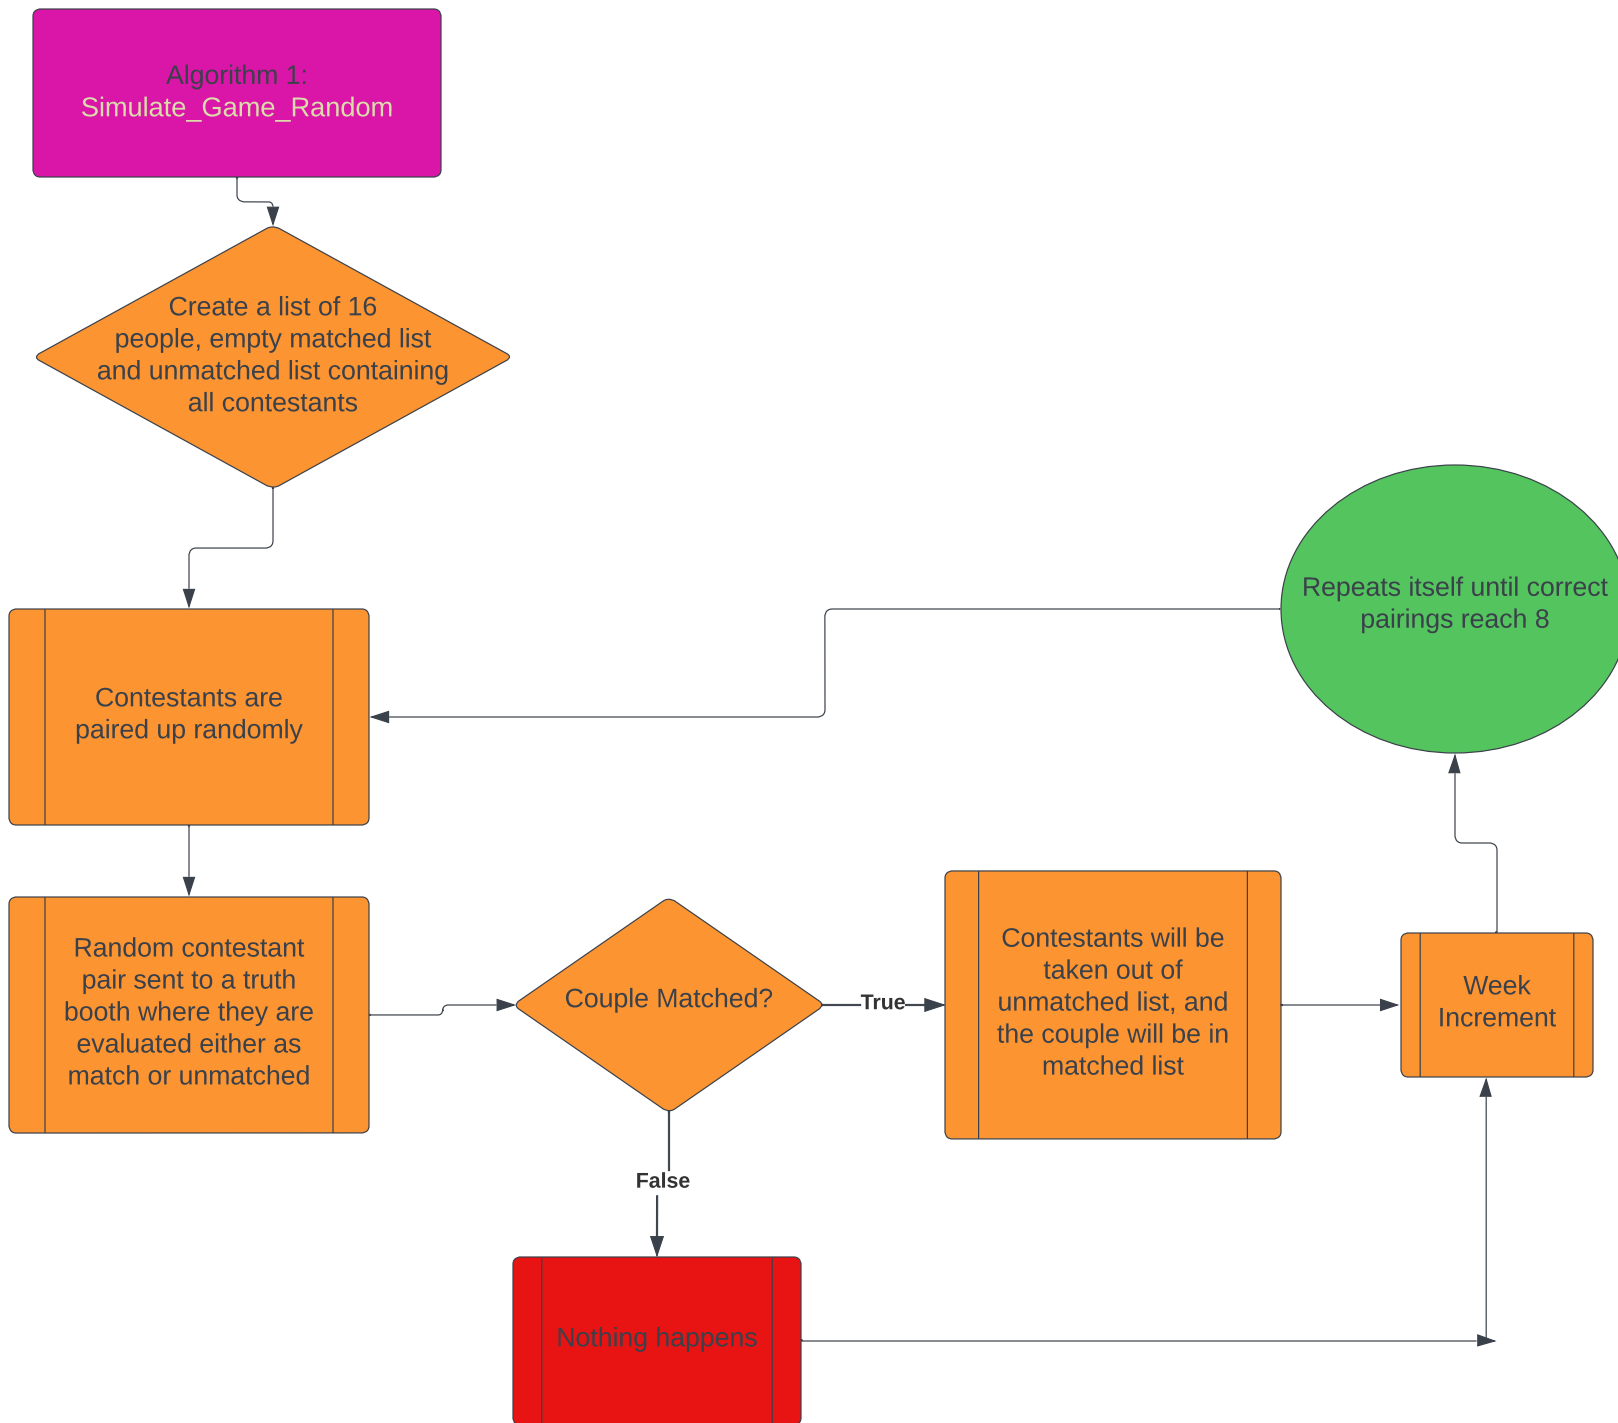 Algorithm 1:
Simulate_Game_Random
Create a list of 16
people, empty matched list
and unmatched list containing
all contestants
Repeats itself until correct
pairings reach 8
Contestants are
paired up randomly
Random contestant
pair sent to a truth
booth where they are
evaluated either as
match or unmatched
Couple Matched?
True
Contestants will be
taken out of
unmatched list, and
the couple will be in
matched list
Week
Increment
False
Nothing happens